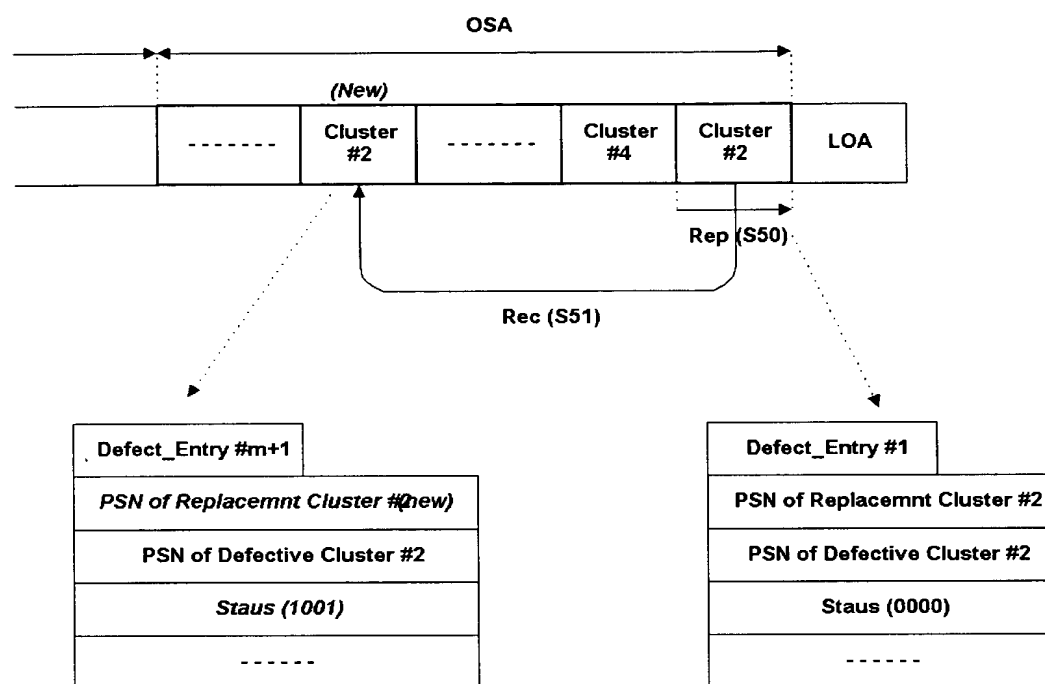 OSA
(New)
------- Cluster #2 ------- Cluster #4 Cluster #2 LOA
Rep (S50)
Rec (S51)
Defect_Entry #m+1
PSN of Replacemnt Cluster #2(new)
PSN of Defective Cluster #2
Staus (1001)
------
Defect_Entry #1
PSN of Replacemnt Cluster #2
PSN of Defective Cluster #2
Staus (0000)
------